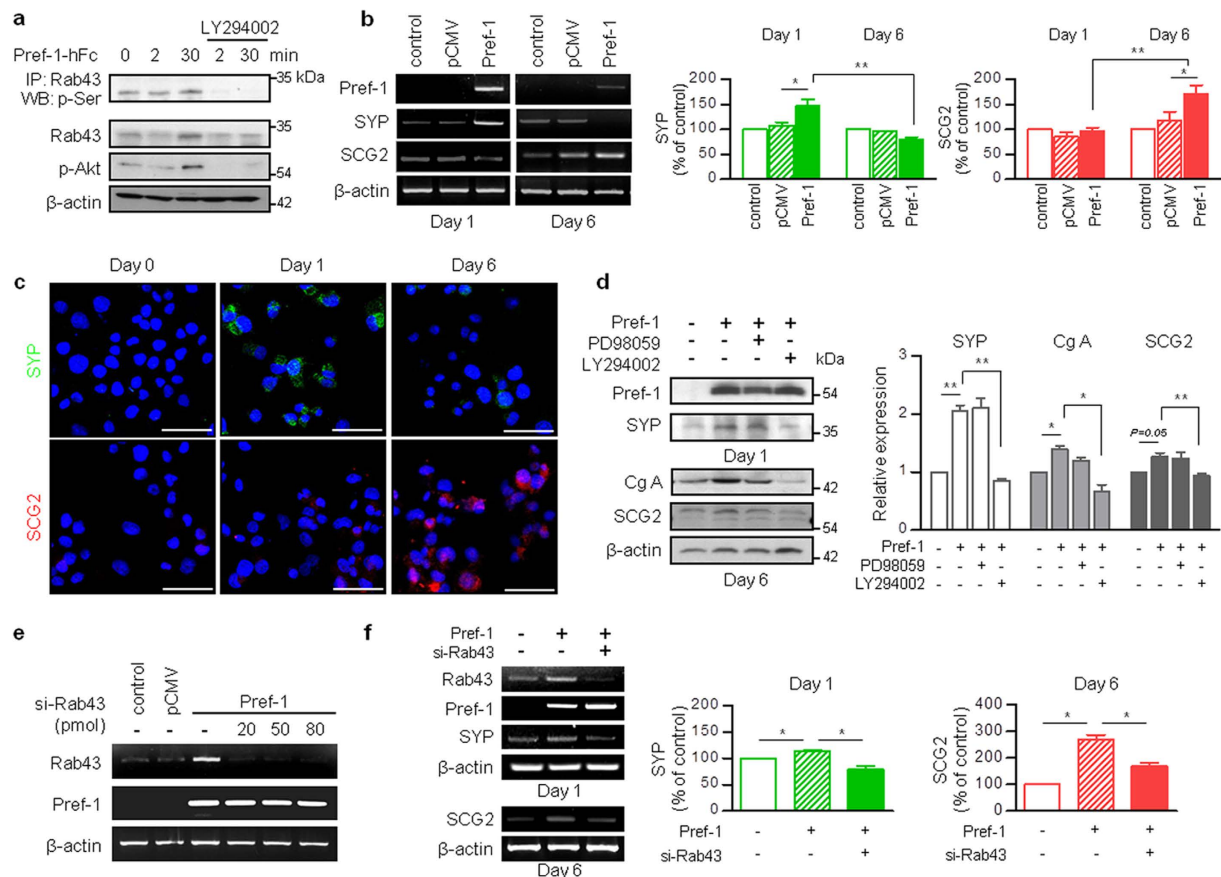 a
LY294002
Pref-1-hFc 0 2 30 2 30 min
IP: Rab43
WB: p-Ser
35 kDa
Rab43
35
p-Akt
54
β-actin
42
b
control pCMV Pref-1 control pCMV Pref-1
Pref-1
SYP
SCG2
β-actin
Day 1 Day 6
Day 1 Day 6
SYP
(% of control)
200
150
100
50
0
* **
control pCMV Pref-1 control pCMV Pref-1
Day 1 Day 6
SCG2
(% of control)
200
150
100
50
0
** *
control pCMV Pref-1 control pCMV Pref-1
c
Day 0 Day 1 Day 6
SYP
SCG2
d
Pref-1 - + + +
PD98059 - - + -
LY294002 - - - + kDa
Pref-1
54
SYP
35
Day 1
Cg A
42
SCG2
54
β-actin
42
Day 6
SYP Cg A SCG2
Relative expression
3
2
1
0
** **
* *
P=0.05 **
Pref-1 - + + + - + + + - + + +
PD98059 - - + - - - + - - - + -
LY294002 - - - + - - - + - - - +
e
control pCMV Pref-1
si-Rab43
(pmol)
- - - 20 50 80
Rab43
Pref-1
β-actin
f
Pref-1 - + +
si-Rab43 - - +
Rab43
Pref-1
SYP
β-actin
Day 1
SCG2
β-actin
Day 6
Day 1
SYP
(% of control)
200
150
100
50
0
* *
Pref-1 - + +
si-Rab43 - - +
Day 6
SCG2
(% of control)
400
300
200
100
0
* *
Pref-1 - + +
si-Rab43 - - +